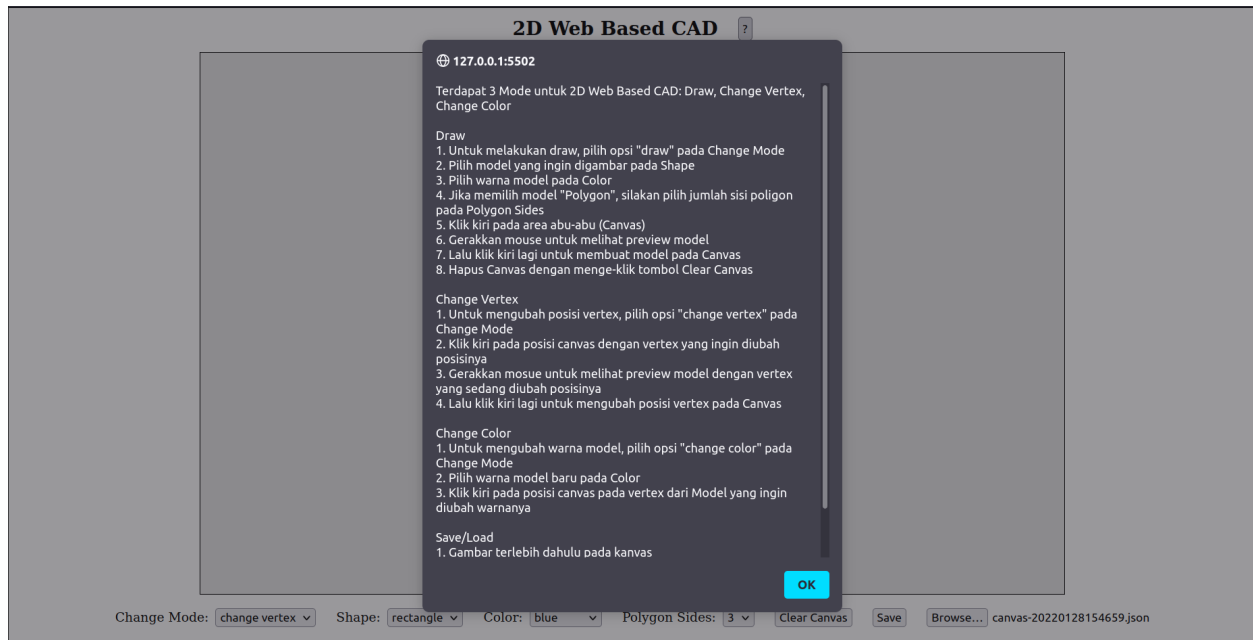 2D Web Based CAD ?
127.0.0.1:5502
Terdapat 3 Mode untuk 2D Web Based CAD: Draw, Change Vertex,
Change Color
Draw
1. Untuk melakukan draw, pilih opsi "draw" pada Change Mode
2. Pilih model yang ingin digambar pada Shape
3. Pilih warna model pada Color
4. Jika memilih model "Polygon", silakan pilih jumlah sisi poligon
pada Polygon Sides
5. Klik kiri pada area abu-abu (Canvas)
6. Gerakkan mouse untuk melihat preview model
7. Lalu klik kiri lagi untuk membuat model pada Canvas
8. Hapus Canvas dengan menge-klik tombol Clear Canvas
Change Vertex
1. Untuk mengubah posisi vertex, pilih opsi "change vertex" pada
Change Mode
2. Klik kiri pada posisi canvas dengan vertex yang ingin diubah
posisinya
3. Gerakkan mosue untuk melihat preview model dengan vertex
yang sedang diubah posisinya
4. Lalu klik kiri lagi untuk mengubah posisi vertex pada Canvas
Change Color
1. Untuk mengubah warna model, pilih opsi "change color" pada
Change Mode
2. Pilih warna model baru pada Color
3. Klik kiri pada posisi canvas pada vertex dari Model yang ingin
diubah warnanya
Save/Load
1. Gambar terlebih dahulu pada kanvas
OK
Change Mode: change vertex Shape: rectangle Color: blue Polygon Sides: 3 Clear Canvas Save Browse... canvas-20220128154659.json